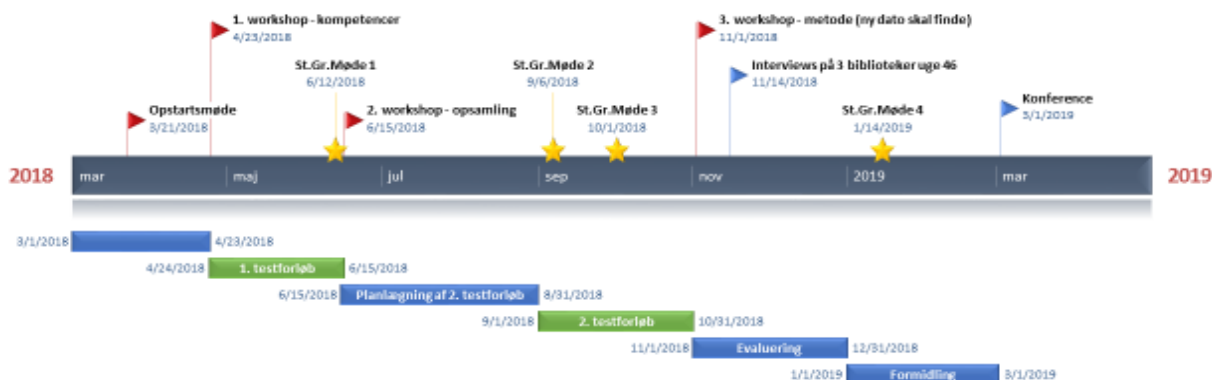 1. workshop - kompetencer
4/23/2018
3. workshop - metode (ny dato skal finde)
11/1/2018
St.Gr.Møde 1
6/12/2018
St.Gr.Møde 2
9/6/2018
Interviews på 3 biblioteker uge 46
11/14/2018
Opstartsmøde
3/21/2018
2. workshop - opsamling
6/15/2018
St.Gr.Møde 3
10/1/2018
St.Gr.Møde 4
1/14/2019
Konference
3/1/2019
2018 mar maj jul sep nov 2019 mar 2019
3/1/2018 4/23/2018
4/24/2018 1. testforløb 6/15/2018
6/15/2018 Planlægning af 2. testforløb 8/31/2018
9/1/2018 2. testforløb 10/31/2018
11/1/2018 Evaluering 12/31/2018
1/1/2019 Formidling 3/1/2019